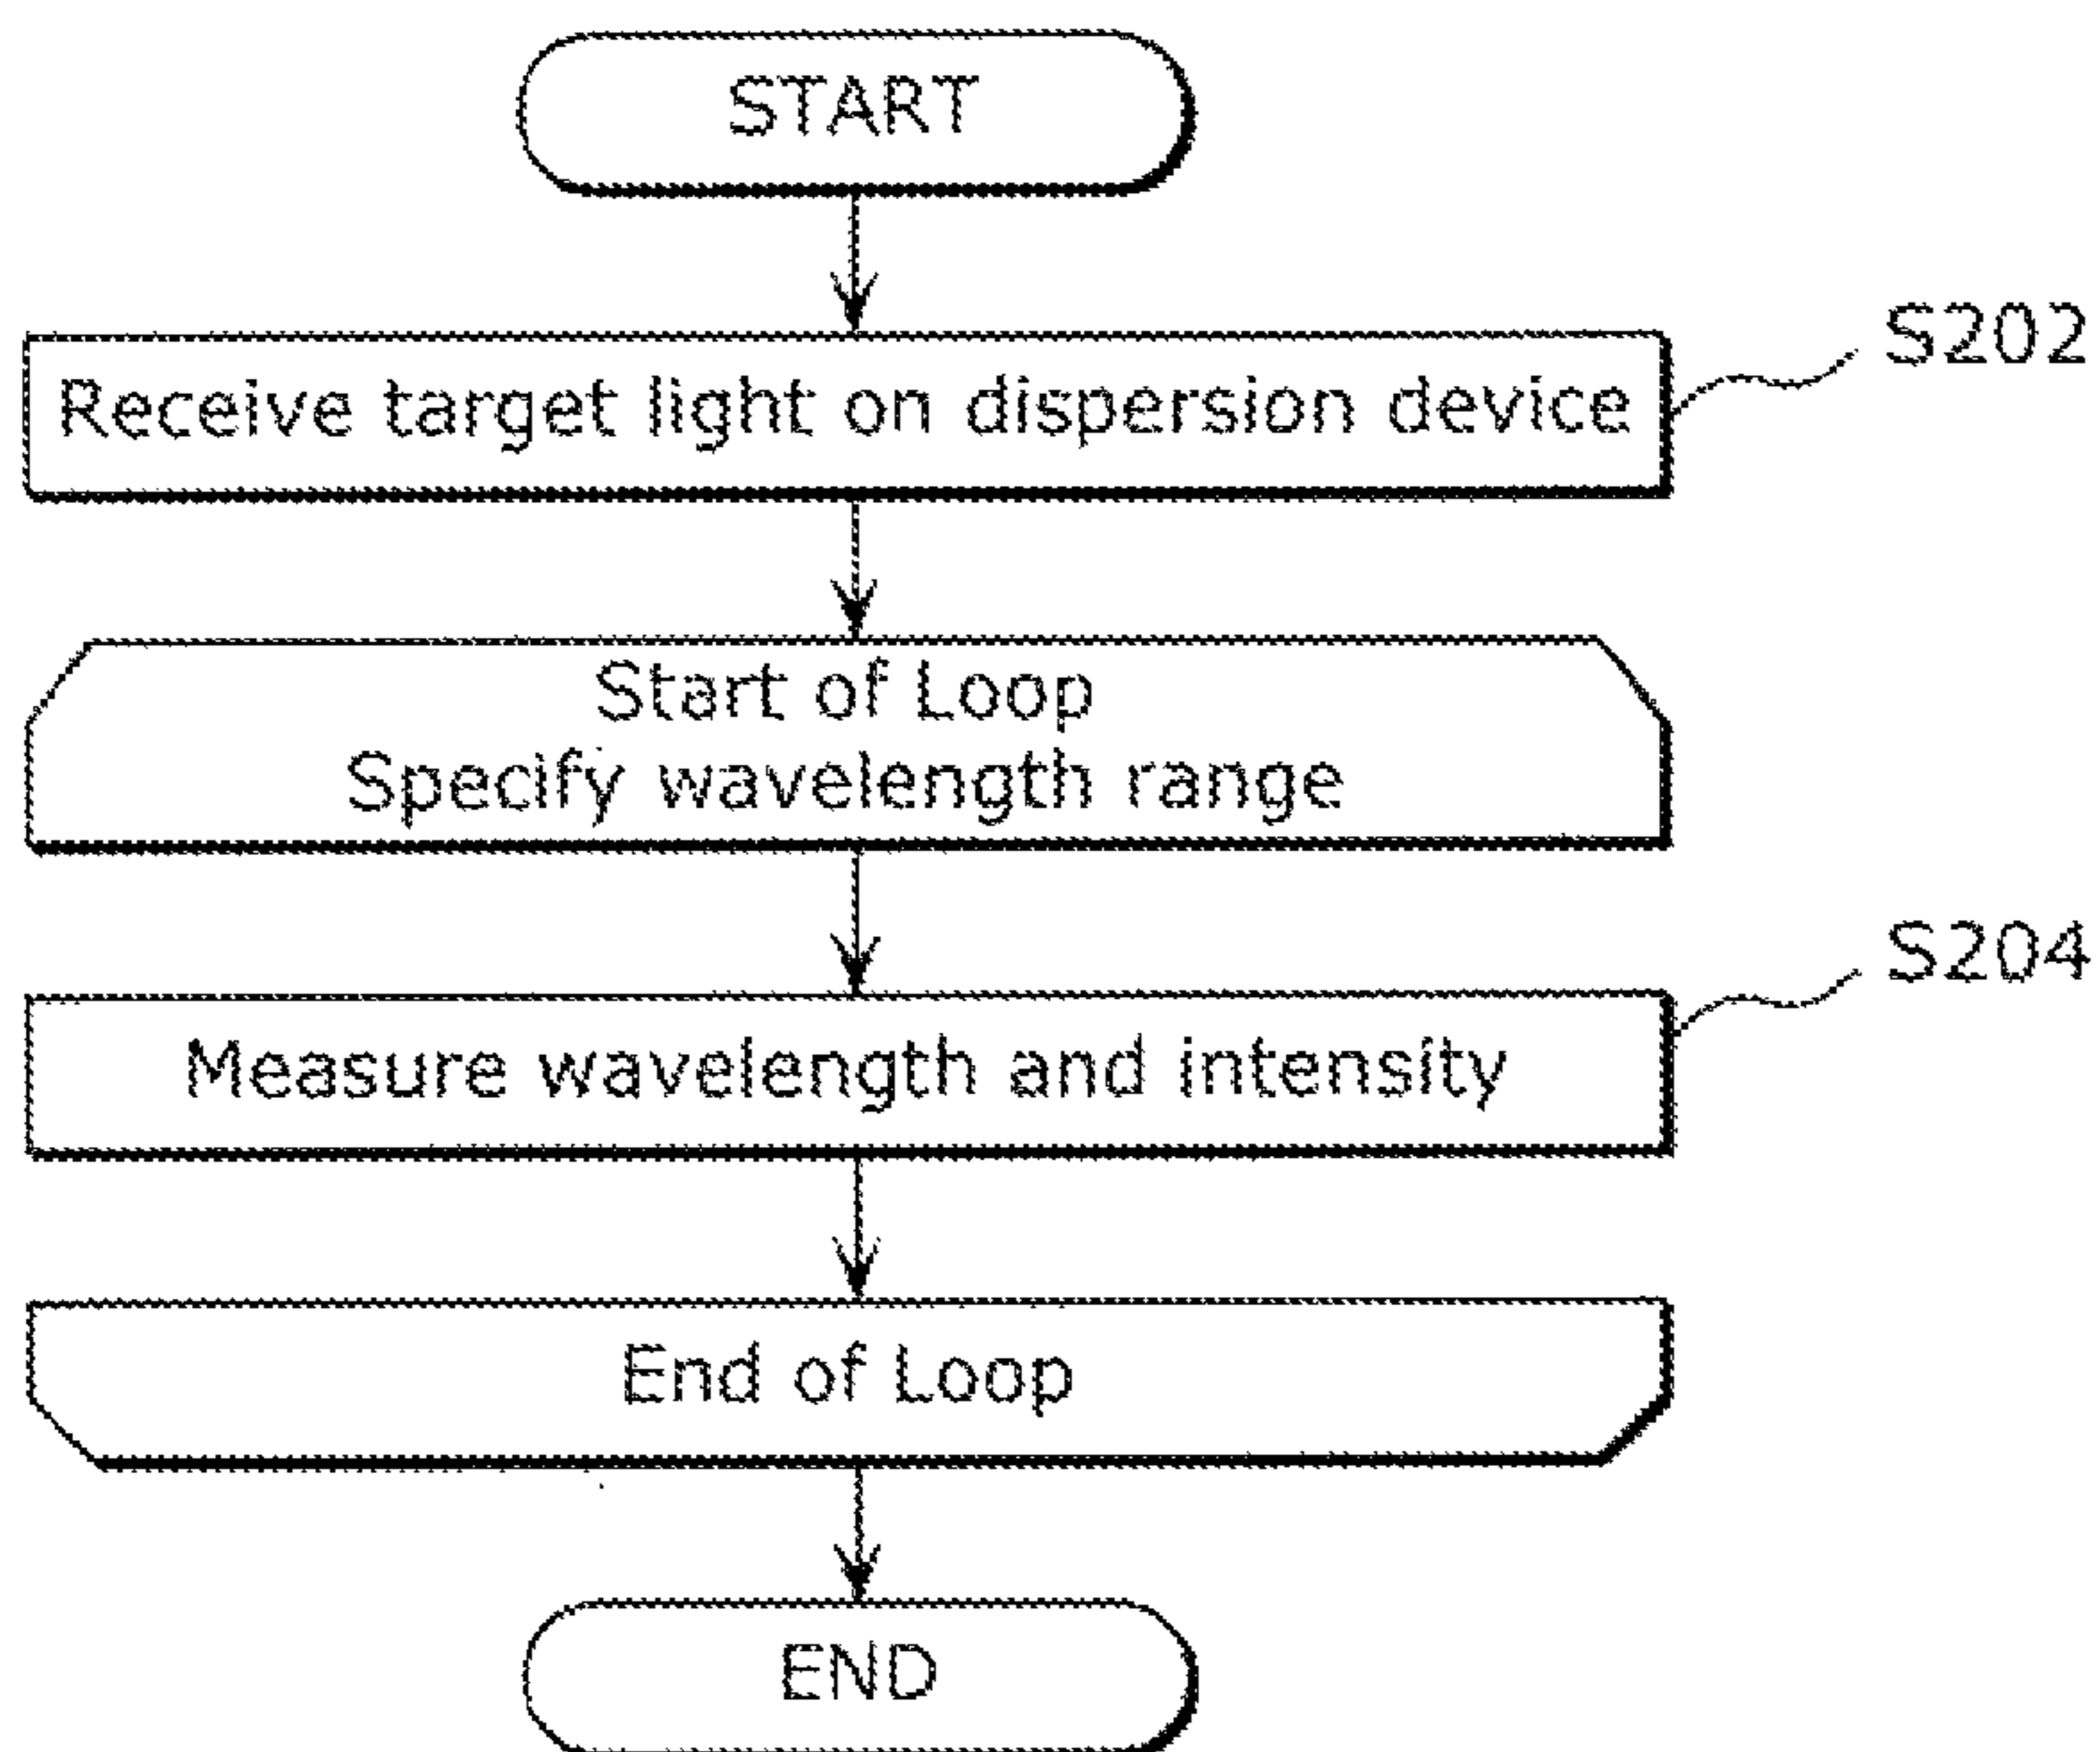 START
S202
Receive target light on dispersion device
Start of Loop
Specify wavelength range
S204
Measure wavelength and intensity
End of Loop
END